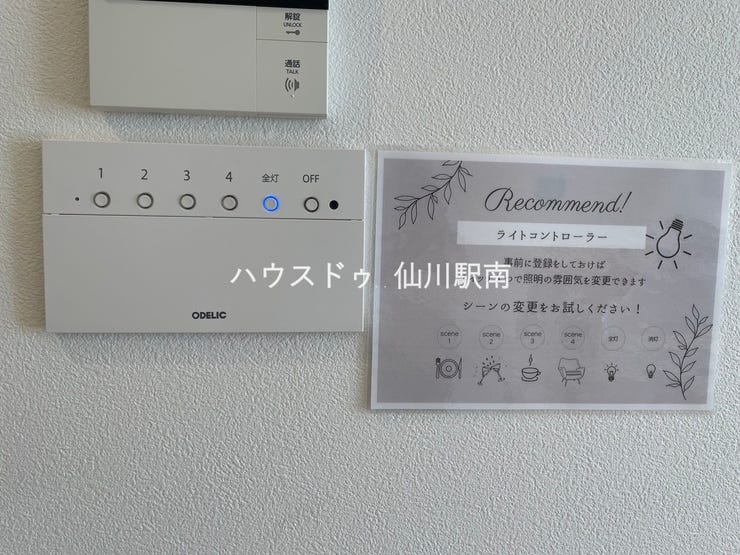 解錠
UNLOCK
通話
TALK
1 2 3 4 全灯 OFF
ODELIC
Recommend!
ライトコントローラー
事前に登録をしておけば
つで照明の雰囲気を変更できます
シーンの変更をお試しください！
scene 1 scene 2 scene 3 scene 4 全灯 消灯
ハウスドゥ 仙川駅南